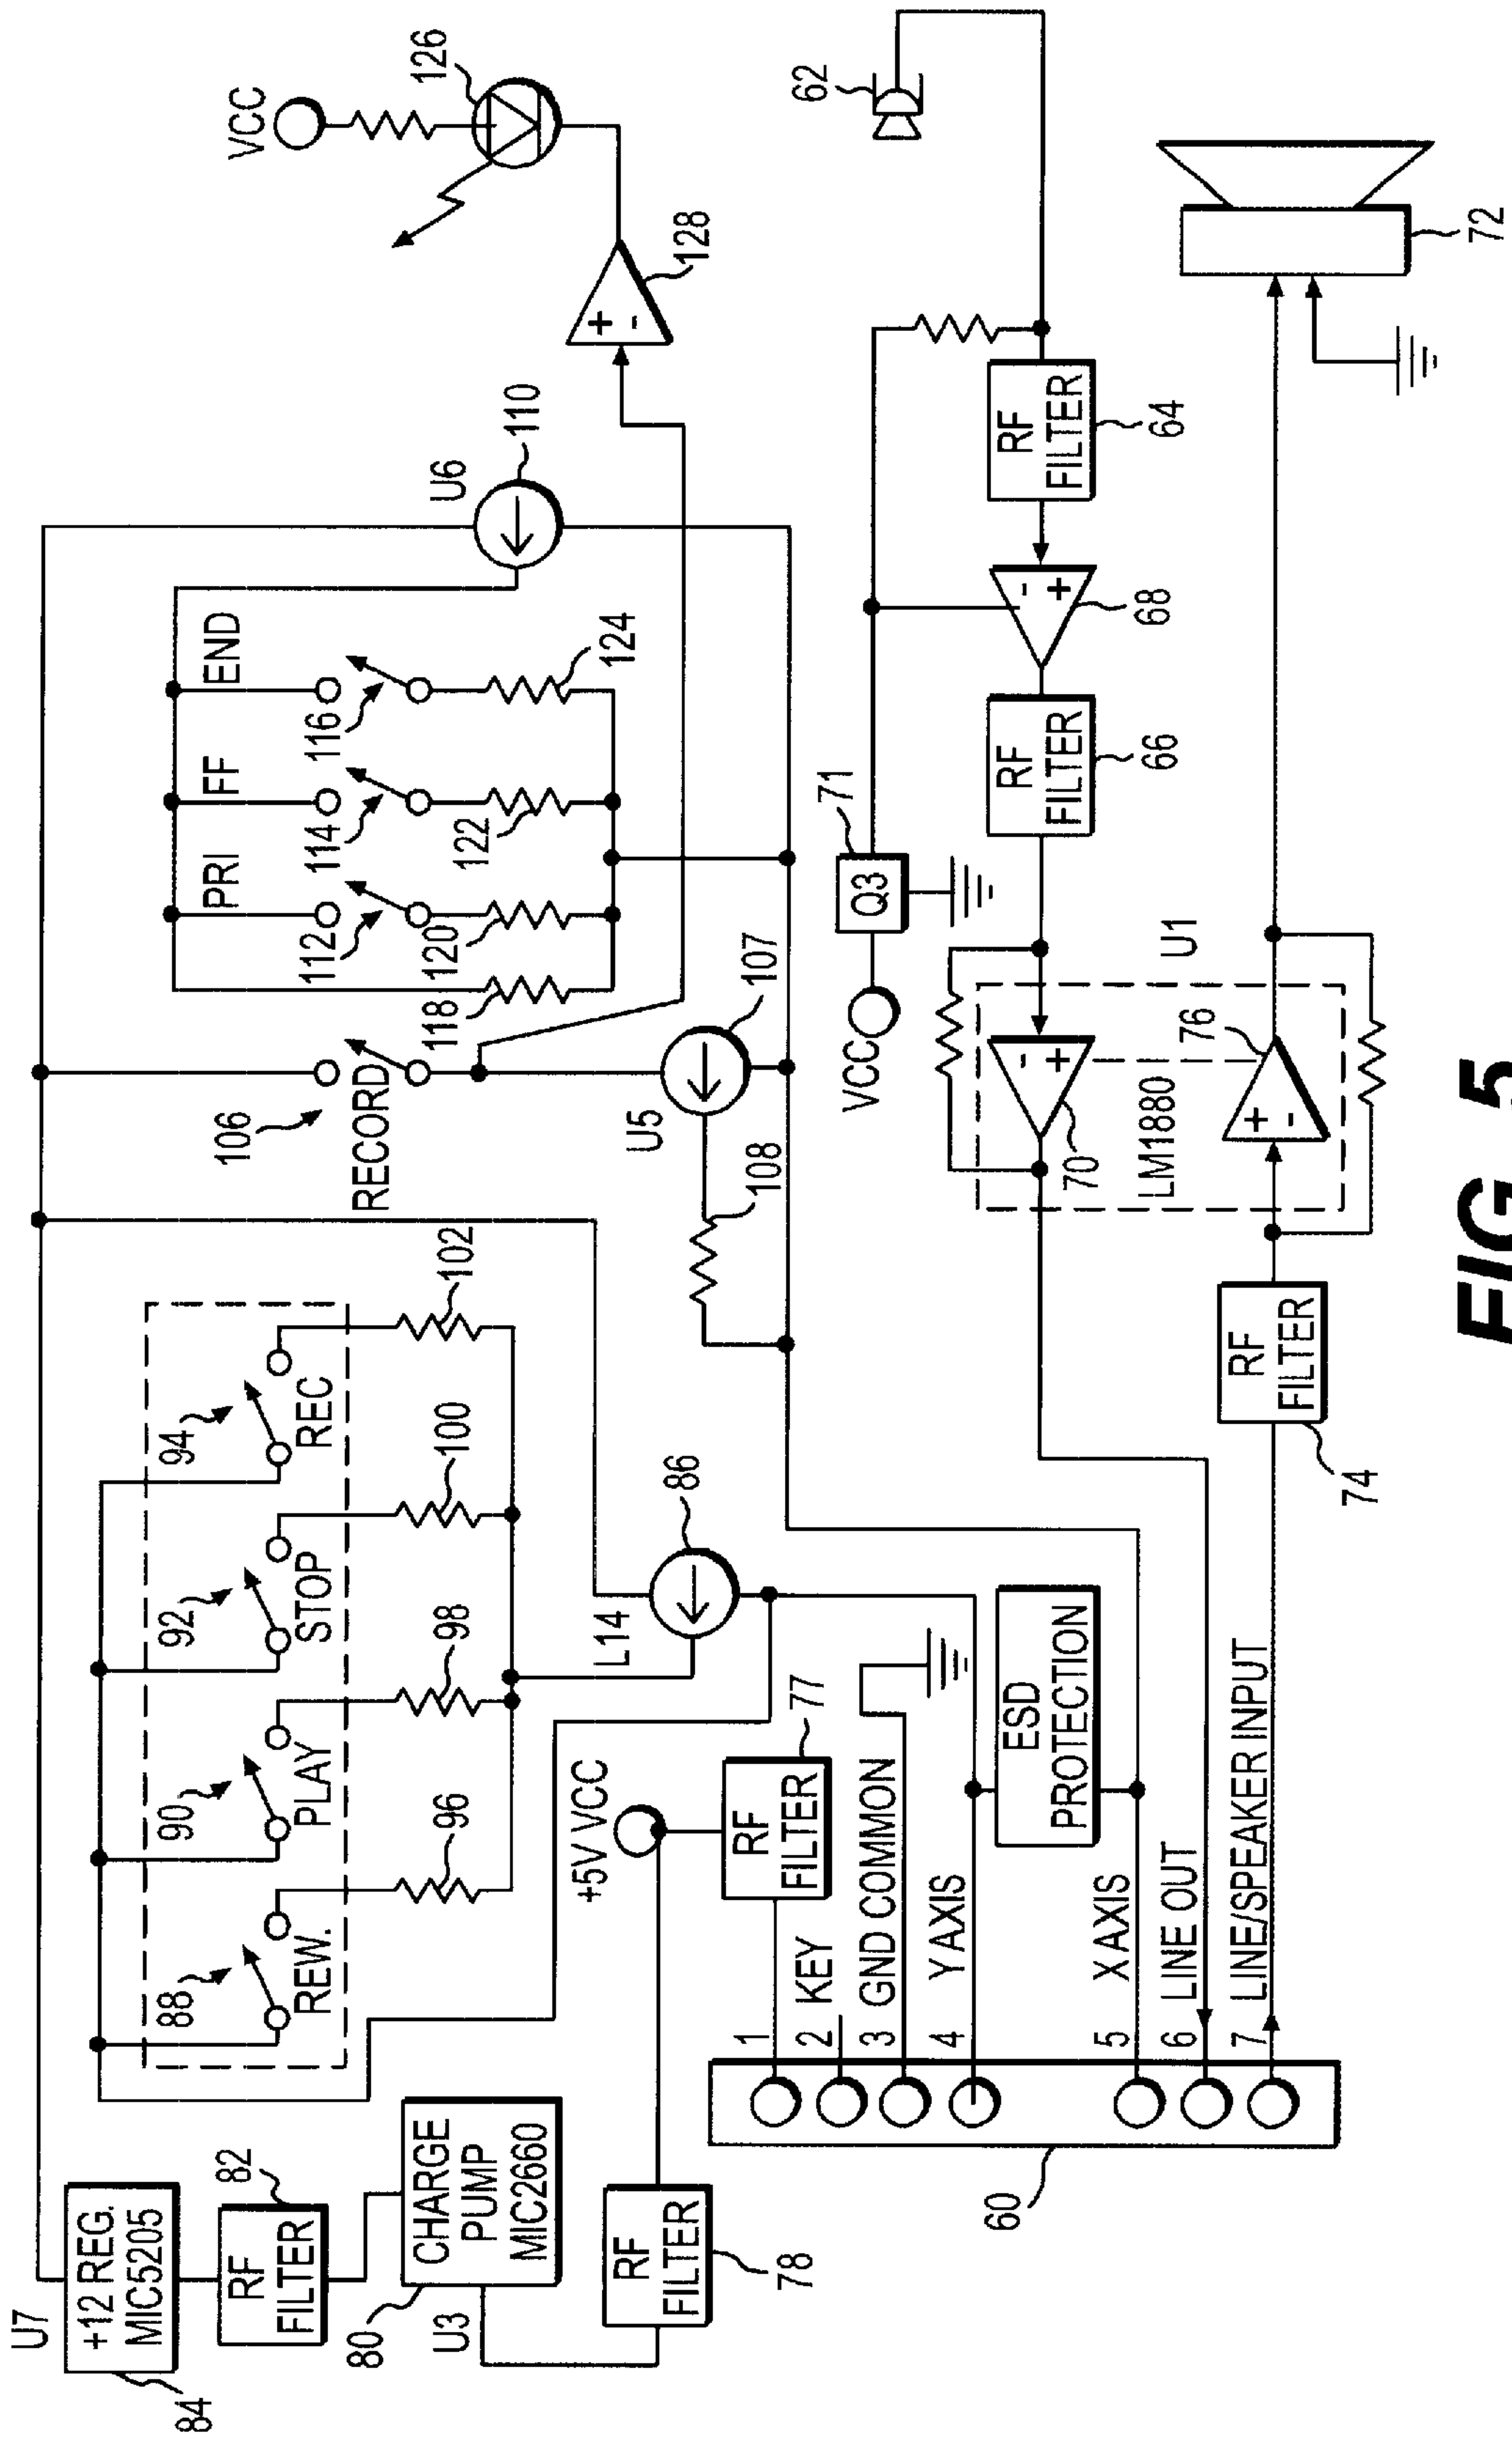 U7
+12 REG.
MIC5205
84
RF
FILTER
82
CHARGE
PUMP
MIC2660
80
U3
RF
FILTER
78
88
REW.
90
PLAY
92
STOP
94
REC
96
98
100
102
106
RECORD
U5
107
108
L14
86
PRI
FF
END
112
114
116
118
120
122
124
U6
110
VCC
126
+
-
128
+5V VCC
RF
FILTER
77
1
2
KEY
3
GND COMMON
4
Y AXIS
5
X AXIS
6
LINE OUT
7
LINE/SPEAKER INPUT
60
ESD
PROTECTION
VCC
Q3
71
62
RF
FILTER
64
-
+
68
RF
FILTER
66
U1
-
+
70
LM1880
76
+
-
RF
FILTER
74
72
FIG. 5